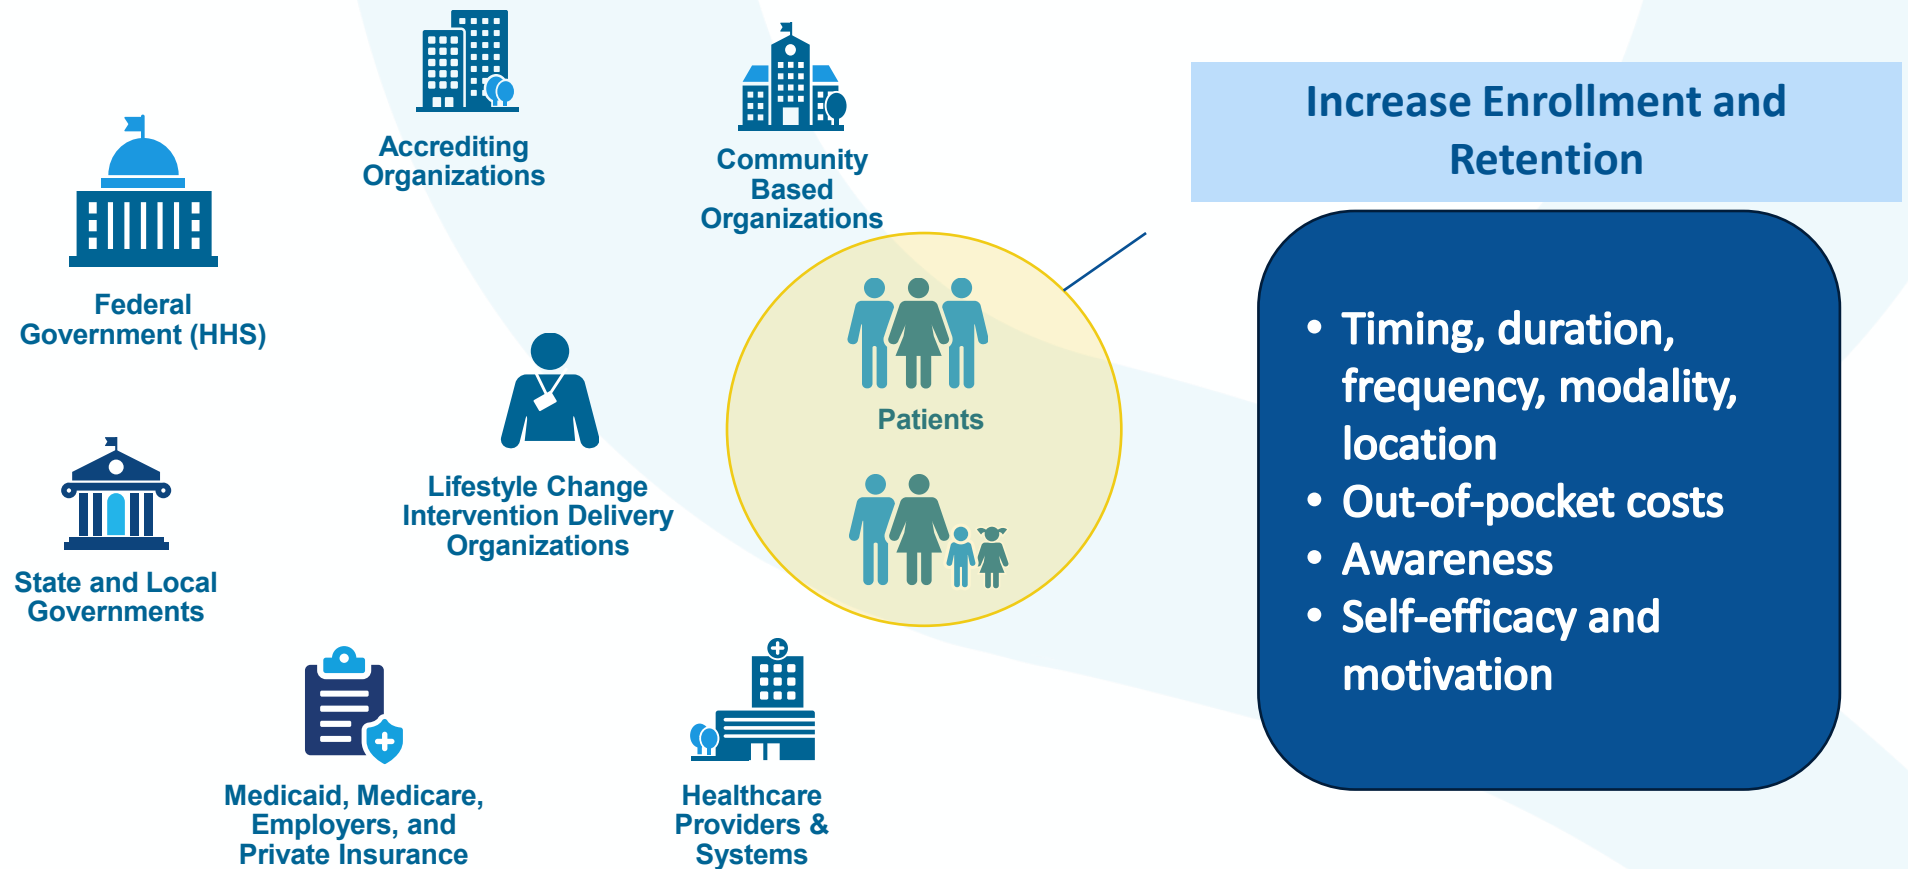 Accrediting
Organizations
Community
Based
Organizations
Federal
Government (HHS)
Patients
Lifestyle Change
Intervention Delivery
Organizations
State and Local
Governments
Medicaid, Medicare,
Employers, and
Private Insurance
Healthcare
Providers &
Systems
Increase Enrollment and
Retention
• Timing, duration,
frequency, modality,
location
• Out-of-pocket costs
• Awareness
• Self-efficacy and
motivation